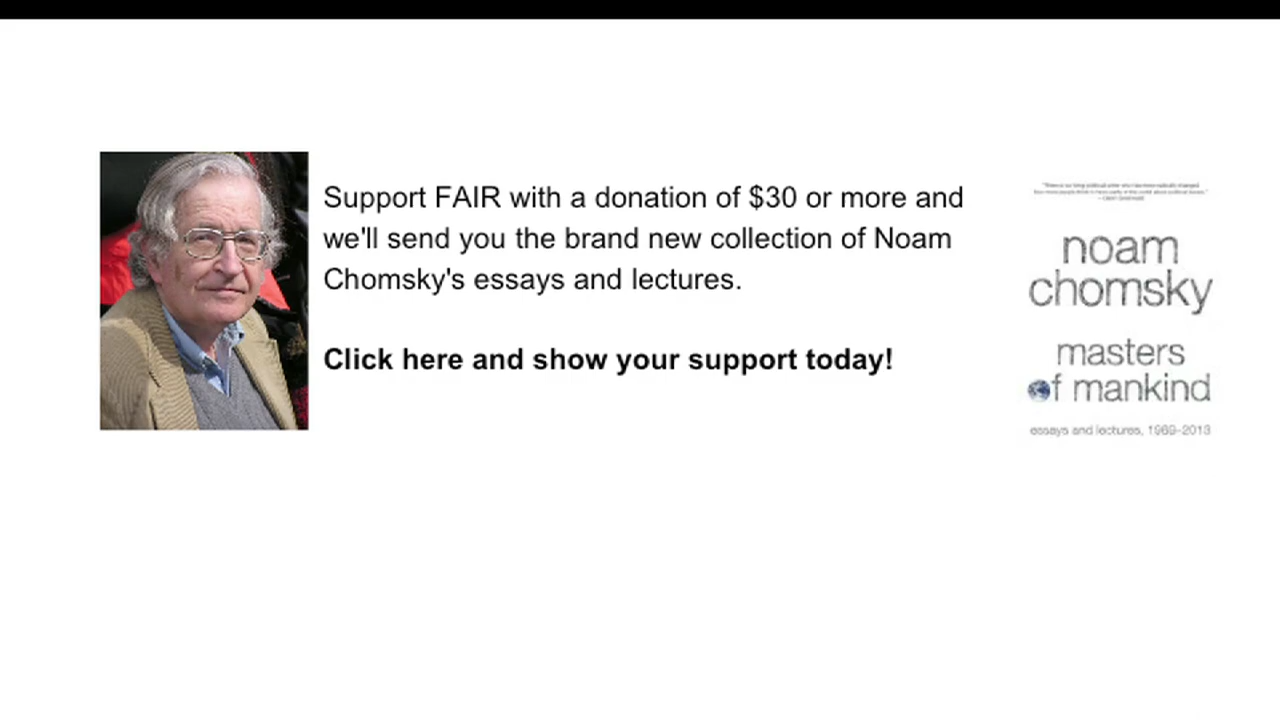 Support FAIR with a donation of $30 or more and
we'll send you the brand new collection of Noam
Chomsky's essays and lectures.
Click here and show your support today!
noam
chomsky
masters
of mankind
essays and lectures, 1969–2013